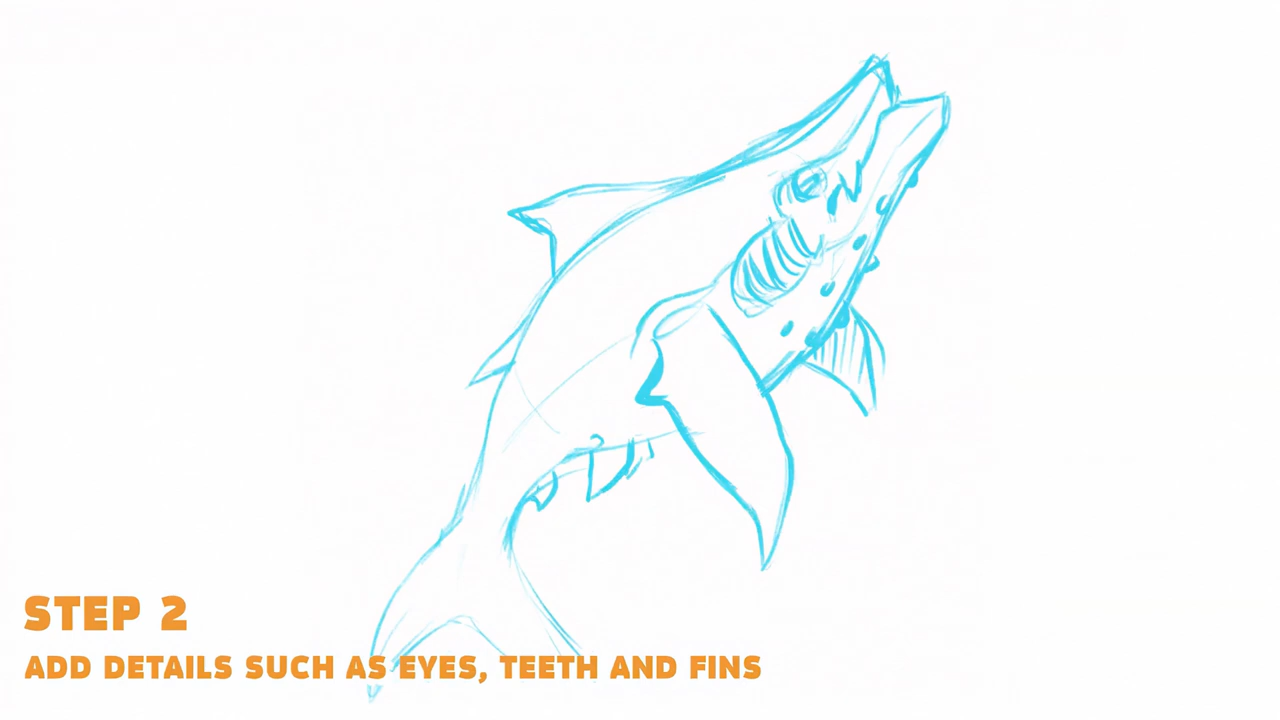 STEP 2
ADD DETAILS SUCH AS EYES, TEETH AND FINS